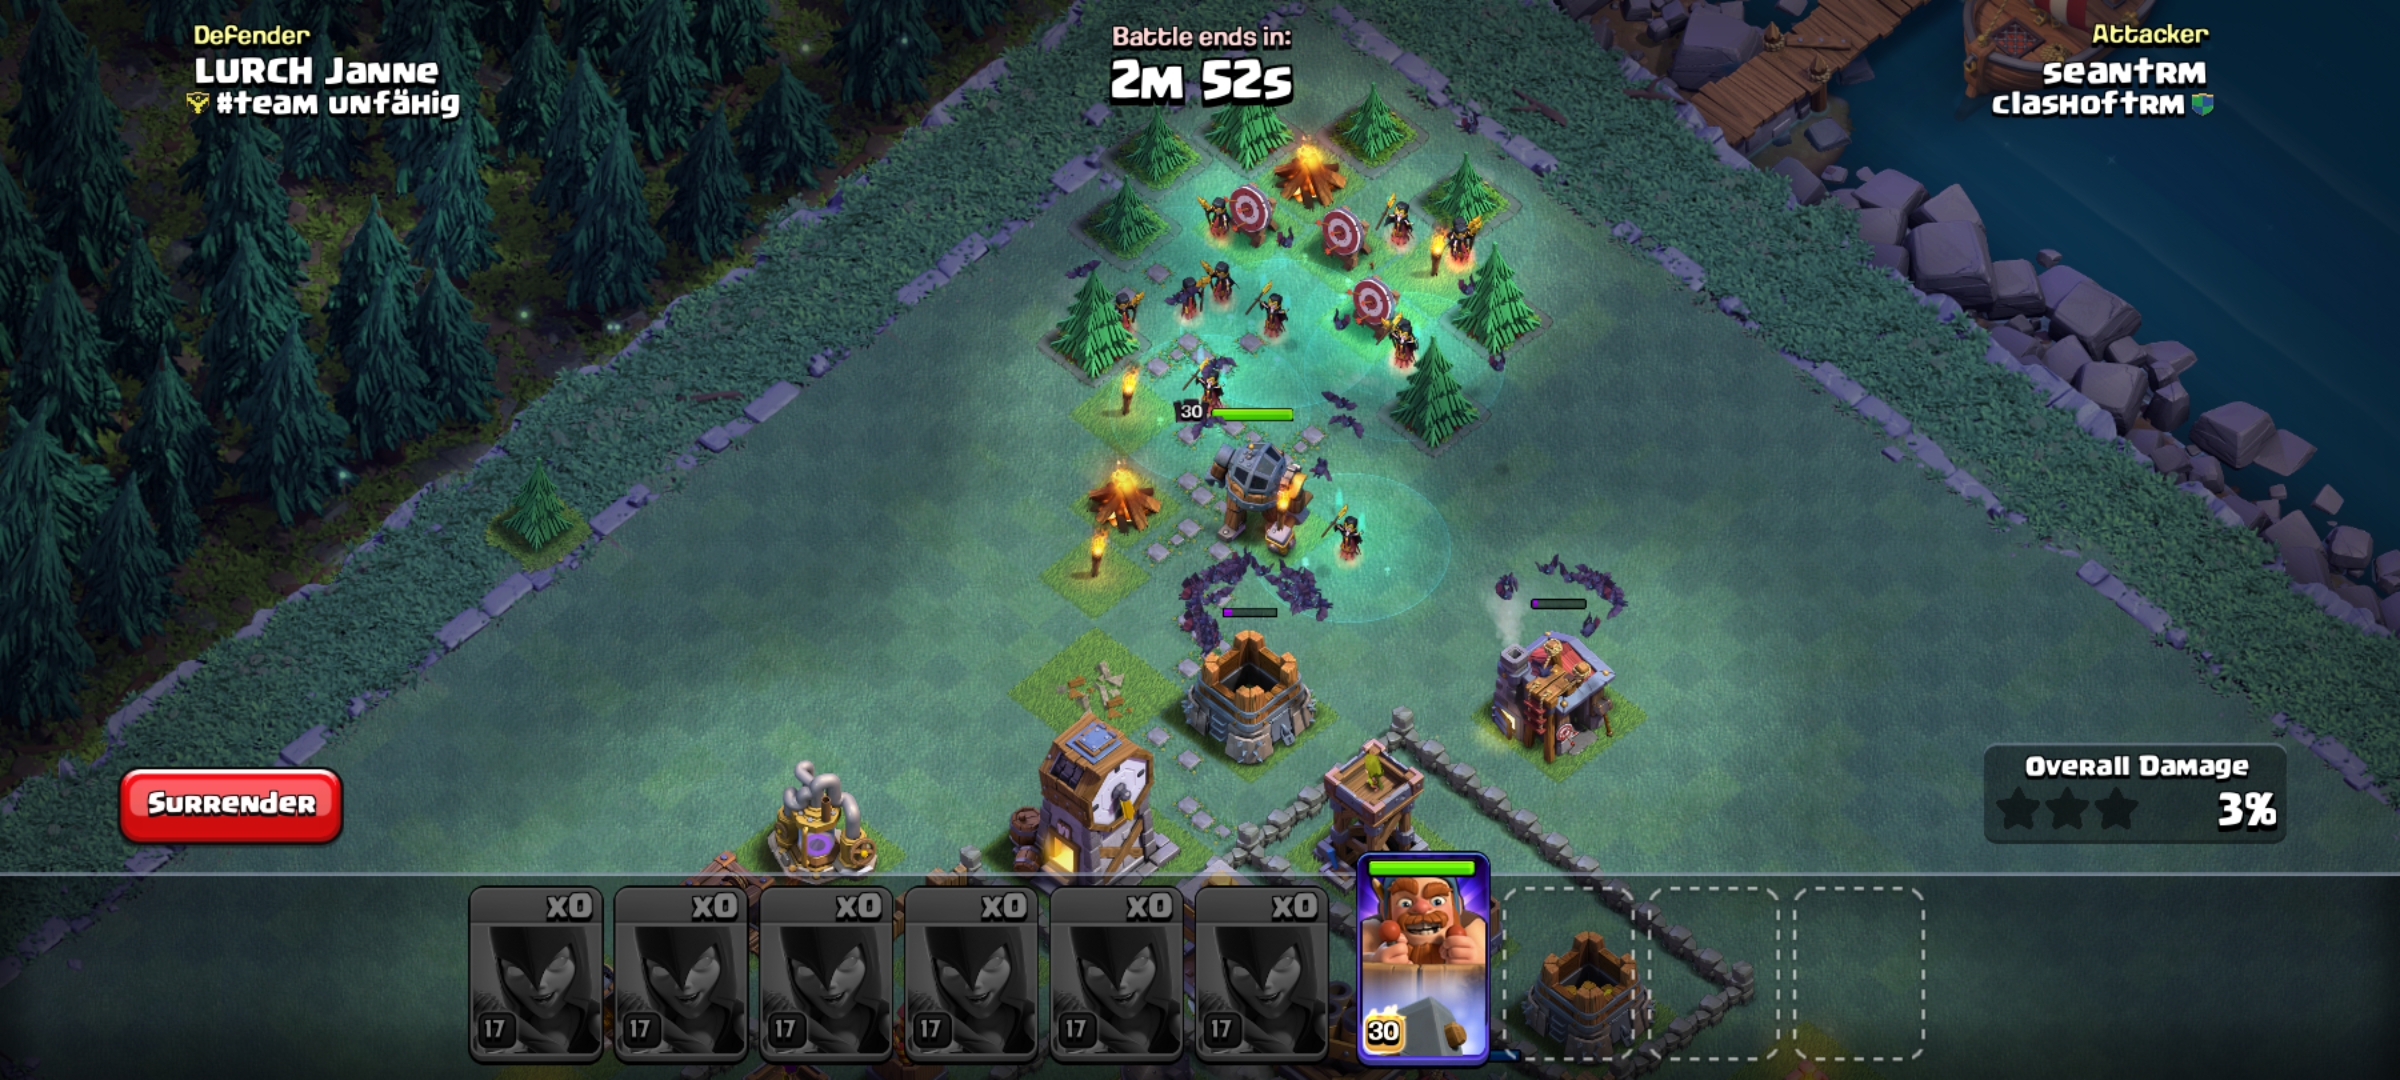 Defender
LURCH Janne
#team unfähig
Battle ends in:
2M 52s
Attacker
seantRM
clashoftRM
30
Surrender
Overall Damage
3%
x0
x0
x0
x0
x0
x0
17
17
17
17
17
17
30